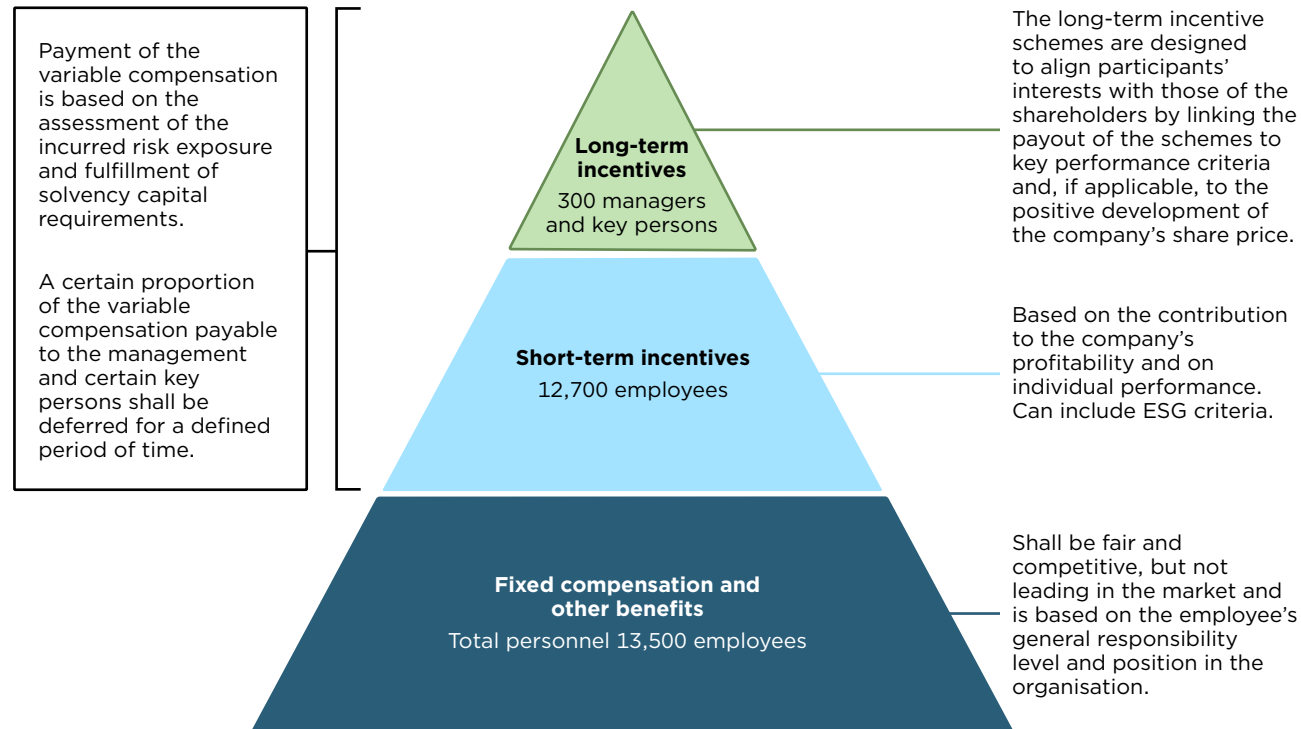 Payment of the
variable compensation
is based on the
assessment of the
incurred risk exposure
and fulfillment of
solvency capital
requirements.
A certain proportion
of the variable
compensation payable
to the management
and certain key
persons shall be
deferred for a defined
period of time.
Long-term
incentives
300 managers
and key persons
The long-term incentive
schemes are designed
to align participants’
interests with those of the
shareholders by linking the
payout of the schemes to
key performance criteria
and, if applicable, to the
positive development of
the company’s share price.
Short-term incentives
12,700 employees
Based on the contribution
to the company’s
profitability and on
individual performance.
Can include ESG criteria.
Fixed compensation and
other benefits
Total personnel 13,500 employees
Shall be fair and
competitive, but not
leading in the market and
is based on the employee’s
general responsibility
level and position in the
organisation.